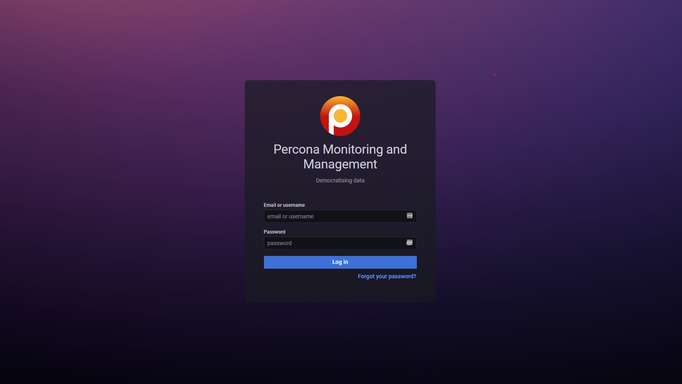 Percona Monitoring and
Management
Democratising data
Email or username
email or username
Password
password
Log in
Forgot your password?